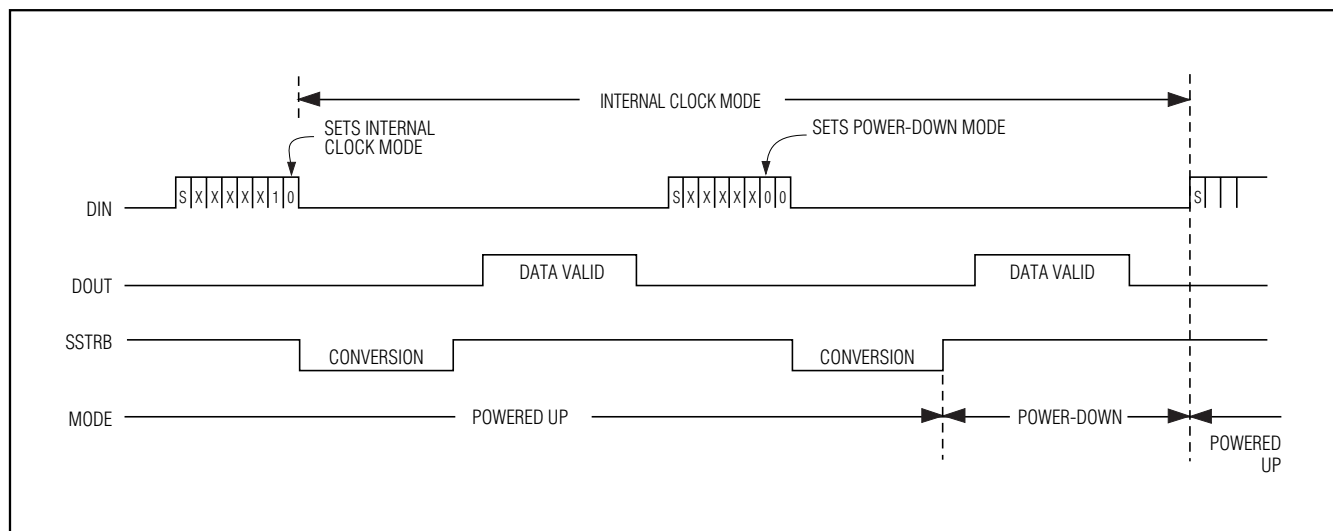 INTERNAL CLOCK MODE
SETS INTERNAL
CLOCK MODE
SETS POWER-DOWN MODE
DIN
S X X X X X 1 0
S X X X X X 0 0
S
DOUT
DATA VALID
DATA VALID
SSTRB
CONVERSION
CONVERSION
MODE
POWERED UP
POWER-DOWN
POWERED
UP